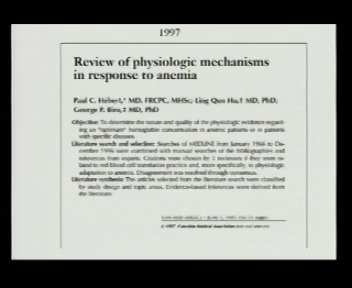 1997
Review of physiologic mechanisms
in response to anemia
Paul C. Hébert,* MD, FRCPC, MHSc; Ling Qun Hu,† MD, PhD;
George P. Biro,‡ MD, PhD
Objective: To determine the nature and quality of the physiologic evidence regard-
ing an "optimum" hemoglobin concentration in anemic patients or in patients
with specific diseases.
Literature search and selection: Searches of MEDLINE from January 1966 to De-
cember 1996 were combined with manual searches of the bibliographies and
references from experts. Citations were chosen by 2 reviewers if they were re-
lated to red blood cell transfusion practice and, more specifically, to physiologic
adaptation to anemia. Disagreement was resolved through consensus.
Literature synthesis: The articles selected from the literature search were classified
by study design and topic areas. Evidence-based inferences were derived from
the literature.
© 1997 Canadian Medical Association